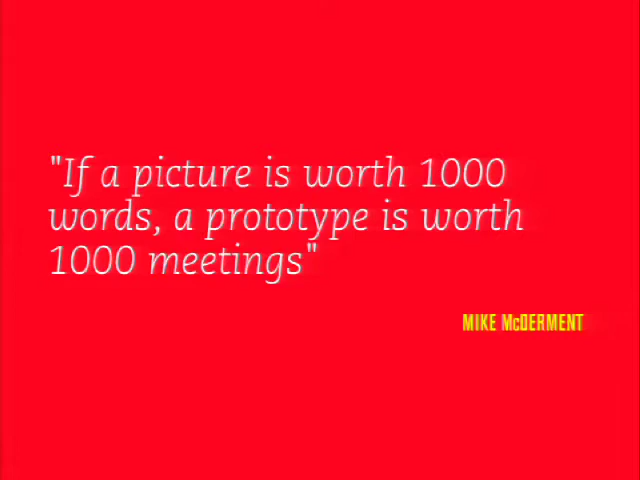 "If a picture is worth 1000
words, a prototype is worth
1000 meetings"
MIKE McDERMENT